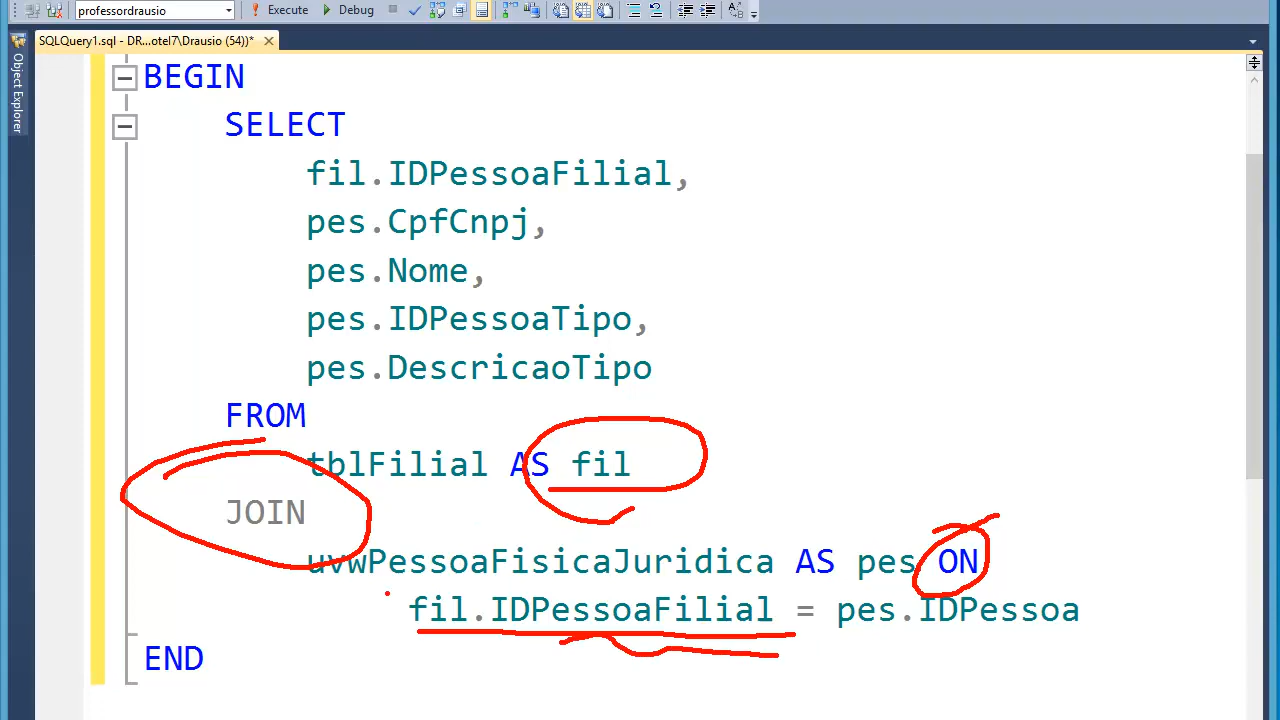 professordrausio Execute Debug
SQLQuery1.sql - DR...otel7\Drausio (54))*
Object Explorer
BEGIN
SELECT
fil.IDPessoaFilial,
pes.CpfCnpj,
pes.Nome,
pes.IDPessoaTipo,
pes.DescricaoTipo
FROM
tblFilial AS fil
JOIN
uvwPessoaFisicaJuridica AS pes ON
fil.IDPessoaFilial = pes.IDPessoa
END